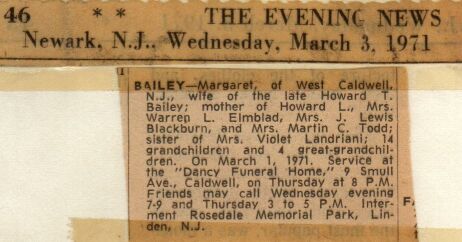 46 * * THE EVENING NEWS
Newark, N.J., Wednesday, March 3, 1971
BAILEY—Margaret, of West Caldwell,
N.J., wife of the late Howard T.
Bailey; mother of Howard L., Mrs.
Warren L. Elmblad, Mrs. J. Lewis
Blackburn, and Mrs. Martin C. Todd;
sister of Mrs. Violet Landriani; 14
grandchildren and 4 great-grandchil-
dren. On March 1, 1971. Service at
the "Dancy Funeral Home," 9 Smull
Ave., Caldwell, on Thursday at 8 P.M.
Friends may call Wednesday evening
7-9 and Thursday 3 to 5 P.M. Inter-
ment Rosedale Memorial Park, Lin-
den, N.J.